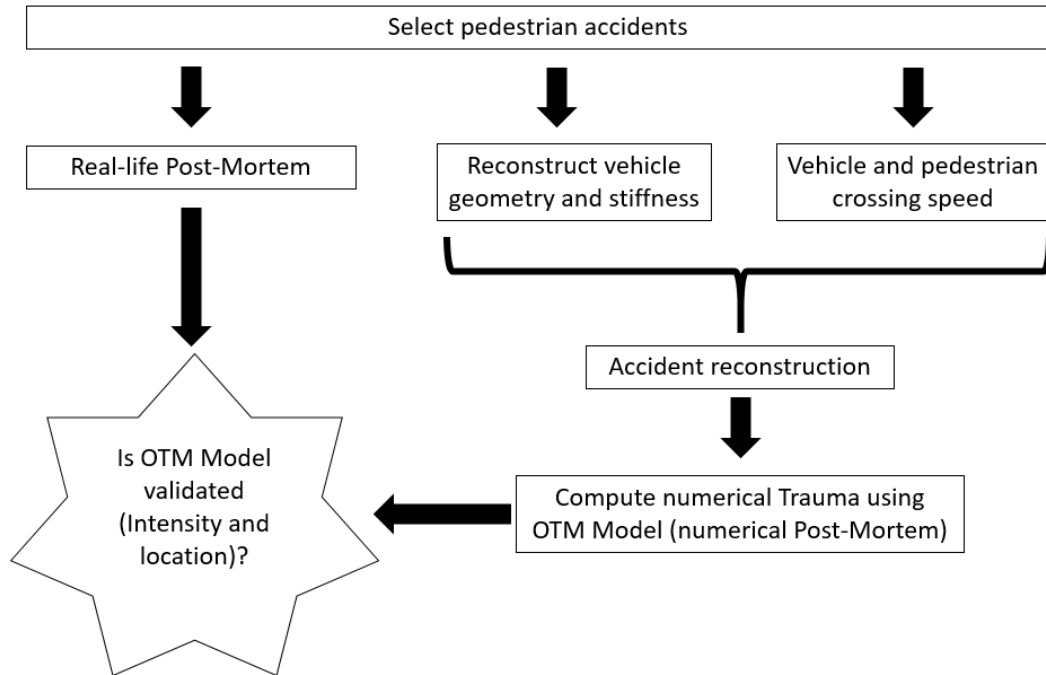 Select pedestrian accidents
Real-life Post-Mortem
Reconstruct vehicle
geometry and stiffness
Vehicle and pedestrian
crossing speed
Accident reconstruction
Is OTM Model
validated
(Intensity and
location)?
Compute numerical Trauma using
OTM Model (numerical Post-Mortem)